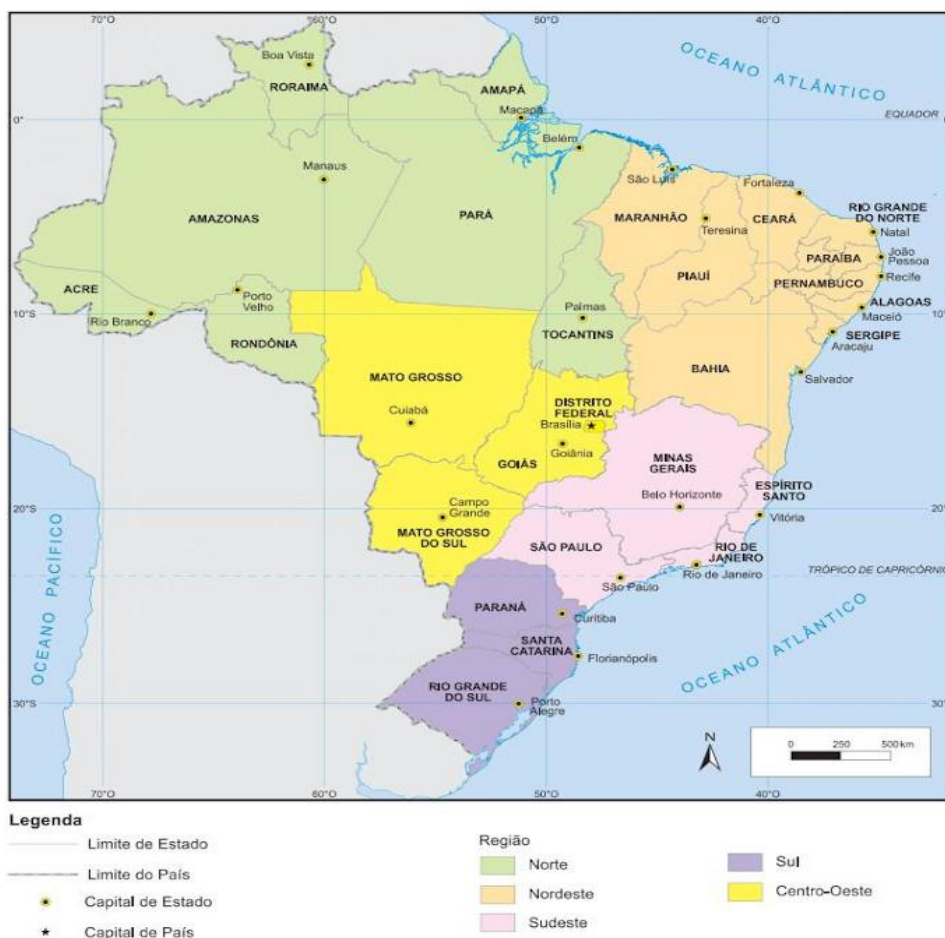 70°O
60°O
50°O
40°O
OCEANO ATLÂNTICO
Boa Vista
RORAIMA
AMAPÁ
Macapá
EQUADOR
0°
0°
Belém
Manaus
São Luís
Fortaleza
AMAZONAS
PARÁ
MARANHÃO
CEARÁ
RIO GRANDE
DO NORTE
Teresina
Natal
PARAÍBA
João
Pessoa
PIAUÍ
PERNAMBUCO
Recife
ACRE
Porto
Velho
Palmas
ALAGOAS
Maceió
10°S
Rio Branco
10°S
RONDÔNIA
TOCANTINS
SERGIPE
Aracaju
MATO GROSSO
BAHIA
Salvador
DISTRITO
FEDERAL
Cuiabá
Brasília
Goiânia
GOIÁS
MINAS
GERAIS
ESPÍRITO
SANTO
Campo
Grande
Belo Horizonte
20°S
20°S
Vitória
MATO GROSSO
DO SUL
SÃO PAULO
RIO DE
JANEIRO
Rio de Janeiro
São Paulo
TRÓPICO DE CAPRICÓRNIO
OCEANO PACÍFICO
PARANÁ
Curitiba
OCEANO ATLÂNTICO
SANTA
CATARINA
Florianópolis
RIO GRANDE
DO SUL
Porto
Alegre
30°S
30°S
N
0 250 500 km
70°O
60°O
50°O
40°O
Legenda
Limite de Estado
Limite do País
Capital de Estado
Capital de País
Região
Norte
Nordeste
Sudeste
Sul
Centro-Oeste